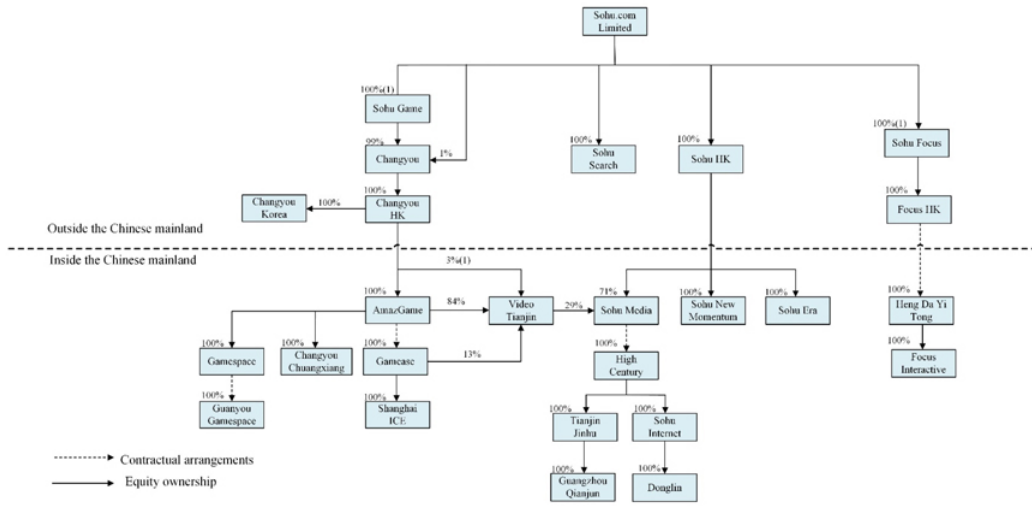 Sohu.com
Limited
100%(1)
Sohu Game
99%
Changyou
1%
100%
Sohu
Search
100%
Sohu HK
100%(1)
Sohu Focus
100%
Changyou
HK
100%
Changyou
Korea
100%
Focus HK
Outside the Chinese mainland
Inside the Chinese mainland
3%(1)
100%
AmazGame
84%
Video
Tianjin
29%
71%
Sohu Media
100%
Sohu New
Momentum
100%
Sohu Era
100%
Heng Da Yi
Tong
100%
Gamespace
100%
Changyou
Chuangxiang
100%
Gamease
13%
100%
High
Century
100%
Focus
Interactive
100%
Guanyou
Gamespace
100%
Shanghai
ICE
100%
Tianjin
Jinhu
100%
Sohu
Internet
100%
Guangzhou
Qianjun
100%
Donglin
Contractual arrangements
Equity ownership